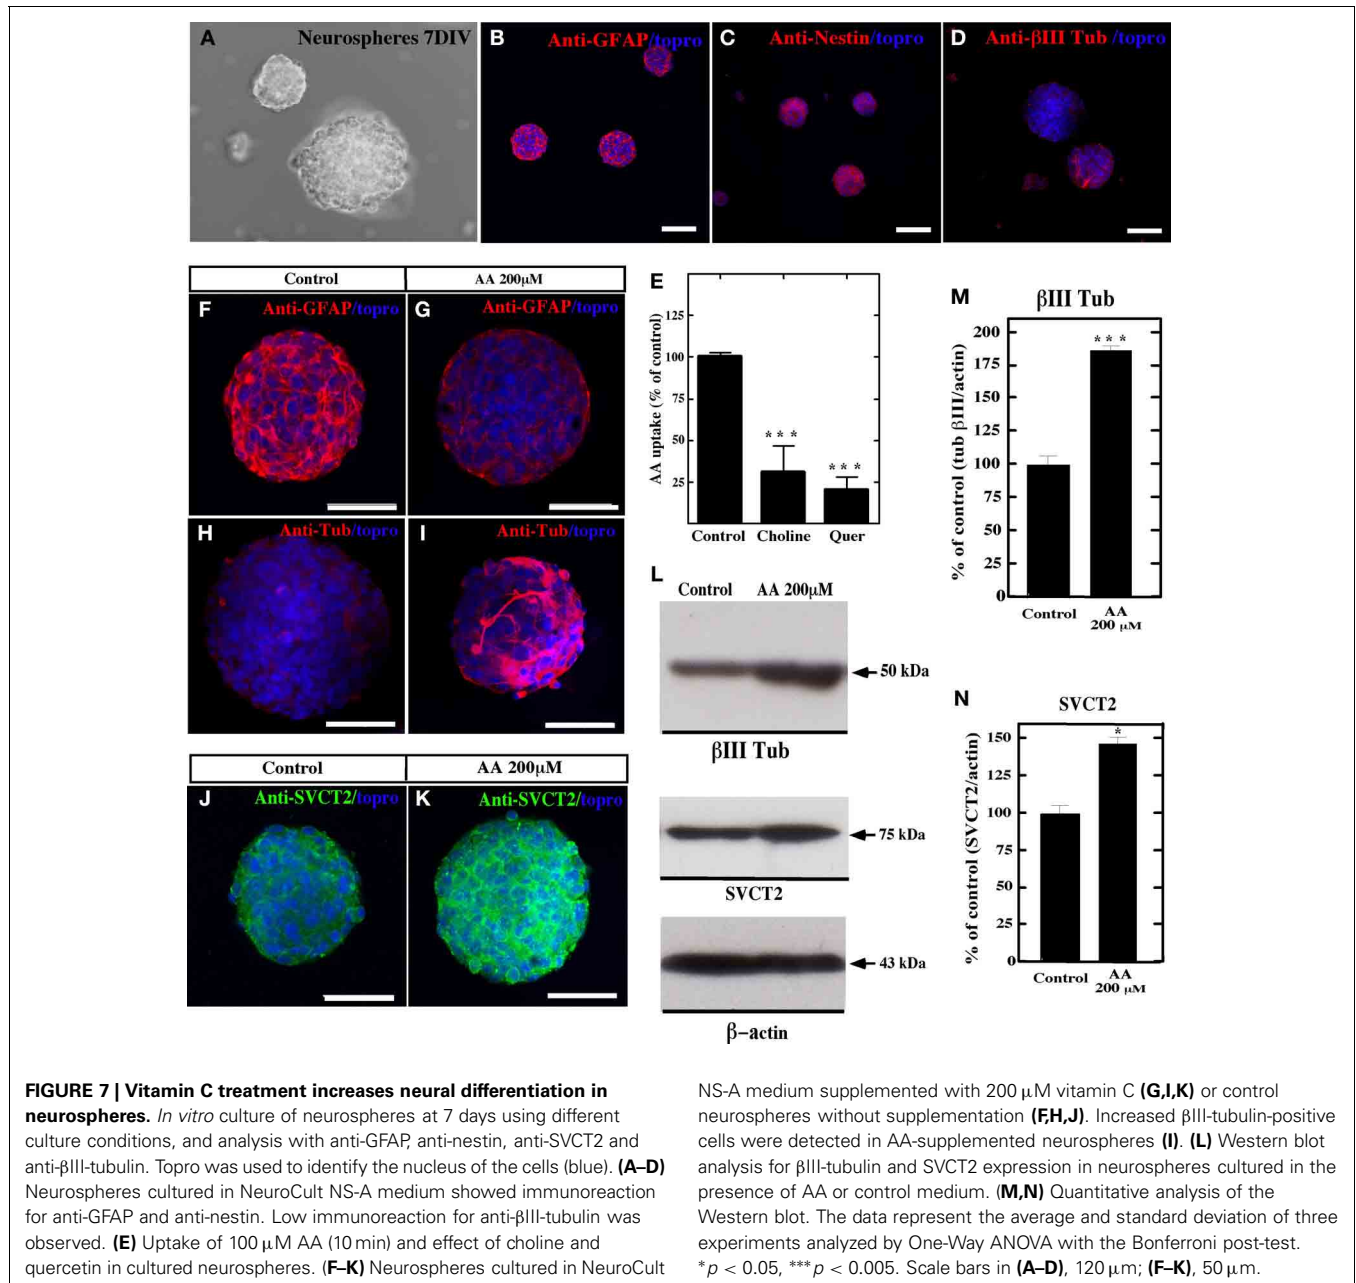 A Neurospheres 7DIV
B Anti-GFAP/topro
C Anti-Nestin/topro
D Anti-βIII Tub /topro
Control AA 200μM
F Anti-GFAP/topro
G Anti-GFAP/topro
H Anti-Tub/topro
I Anti-Tub/topro
Control AA 200μM
J Anti-SVCT2/topro
K Anti-SVCT2/topro
E
AA uptake (% of control)
125
100
75
50
25
***
***
Control Choline Quer
L
Control AA 200μM
50 kDa
βIII Tub
75 kDa
SVCT2
43 kDa
β-actin
M
βIII Tub
% of control (tub βIII/actin)
200
175
150
125
100
75
50
25
0
***
Control AA
200 μM
N
SVCT2
% of control (SVCT2/actin)
150
125
100
75
50
25
0
*
Control AA
200 μM
FIGURE 7 | Vitamin C treatment increases neural differentiation in
neurospheres. In vitro culture of neurospheres at 7 days using different
culture conditions, and analysis with anti-GFAP, anti-nestin, anti-SVCT2 and
anti-βIII-tubulin. Topro was used to identify the nucleus of the cells (blue). (A–D)
Neurospheres cultured in NeuroCult NS-A medium showed immunoreaction
for anti-GFAP and anti-nestin. Low immunoreaction for anti-βIII-tubulin was
observed. (E) Uptake of 100 μM AA (10 min) and effect of choline and
quercetin in cultured neurospheres. (F–K) Neurospheres cultured in NeuroCult
NS-A medium supplemented with 200 μM vitamin C (G,I,K) or control
neurospheres without supplementation (F,H,J). Increased βIII-tubulin-positive
cells were detected in AA-supplemented neurospheres (I). (L) Western blot
analysis for βIII-tubulin and SVCT2 expression in neurospheres cultured in the
presence of AA or control medium. (M,N) Quantitative analysis of the
Western blot. The data represent the average and standard deviation of three
experiments analyzed by One-Way ANOVA with the Bonferroni post-test.
*p < 0.05, ***p < 0.005. Scale bars in (A–D), 120 μm; (F–K), 50 μm.